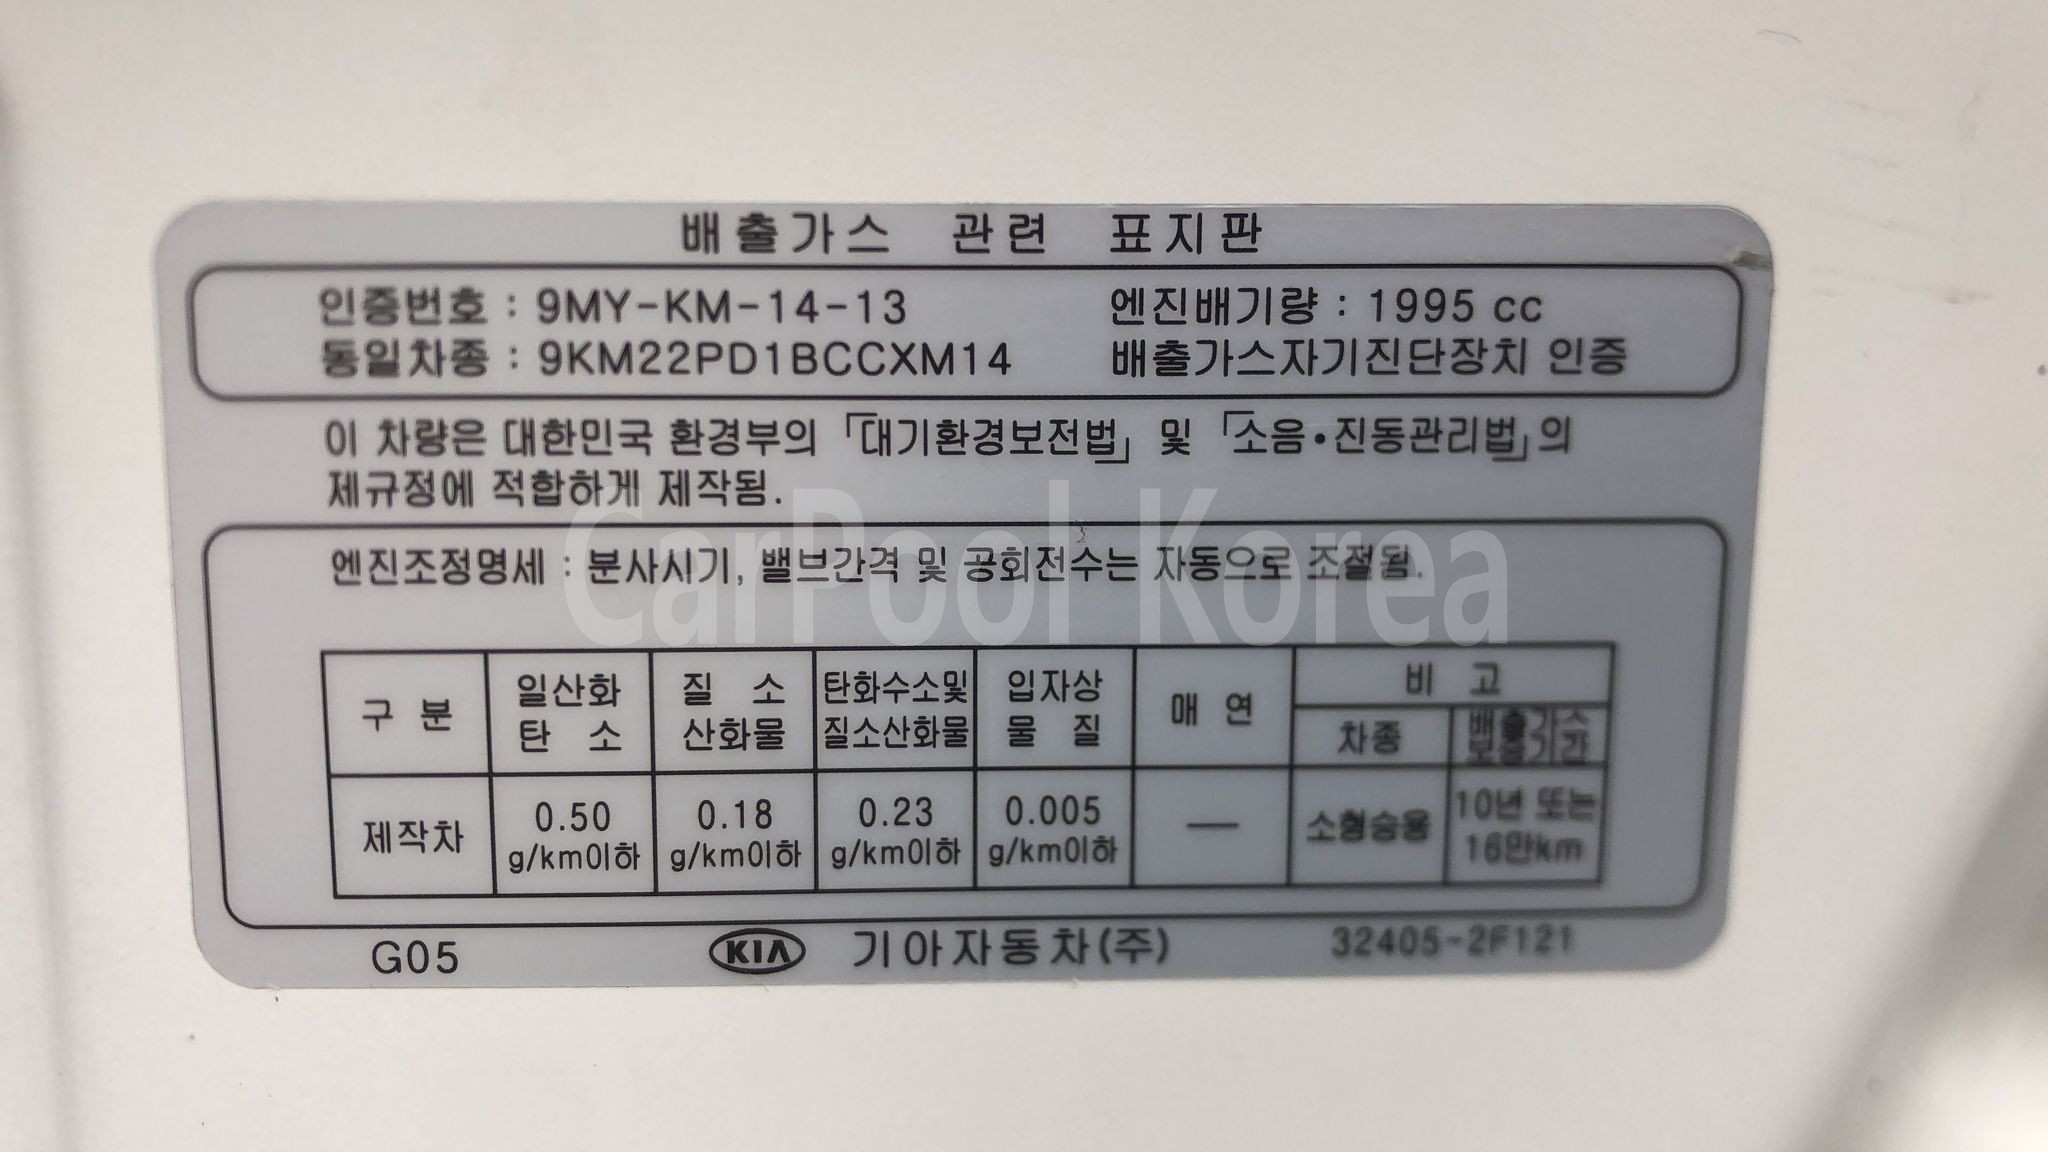 배출가스 관련 표지판
인증번호 : 9MY-KM-14-13 엔진배기량 : 1995 cc
동일차종 : 9KM22PD1BCCXM14 배출가스자기진단장치 인증
이 차량은 대한민국 환경부의 「대기환경보전법」 및 「소음•진동관리법」의
제규정에 적합하게 제작됨.
CarPool Korea
엔진조정명세 : 분사시기, 밸브간격 및 공회전수는 자동으로 조절됨.
구 분 일산화 질 소 탄화수소및 입자상 매 연 비 고
탄 소 산화물 질소산화물 물 질 차종 배출가스
보증기간
제작차 0.50 0.18 0.23 0.005 — 소형승용 10년 또는
g/km이하 g/km이하 g/km이하 g/km이하 16만km
G05 KIA 기아자동차(주) 32405-2F121